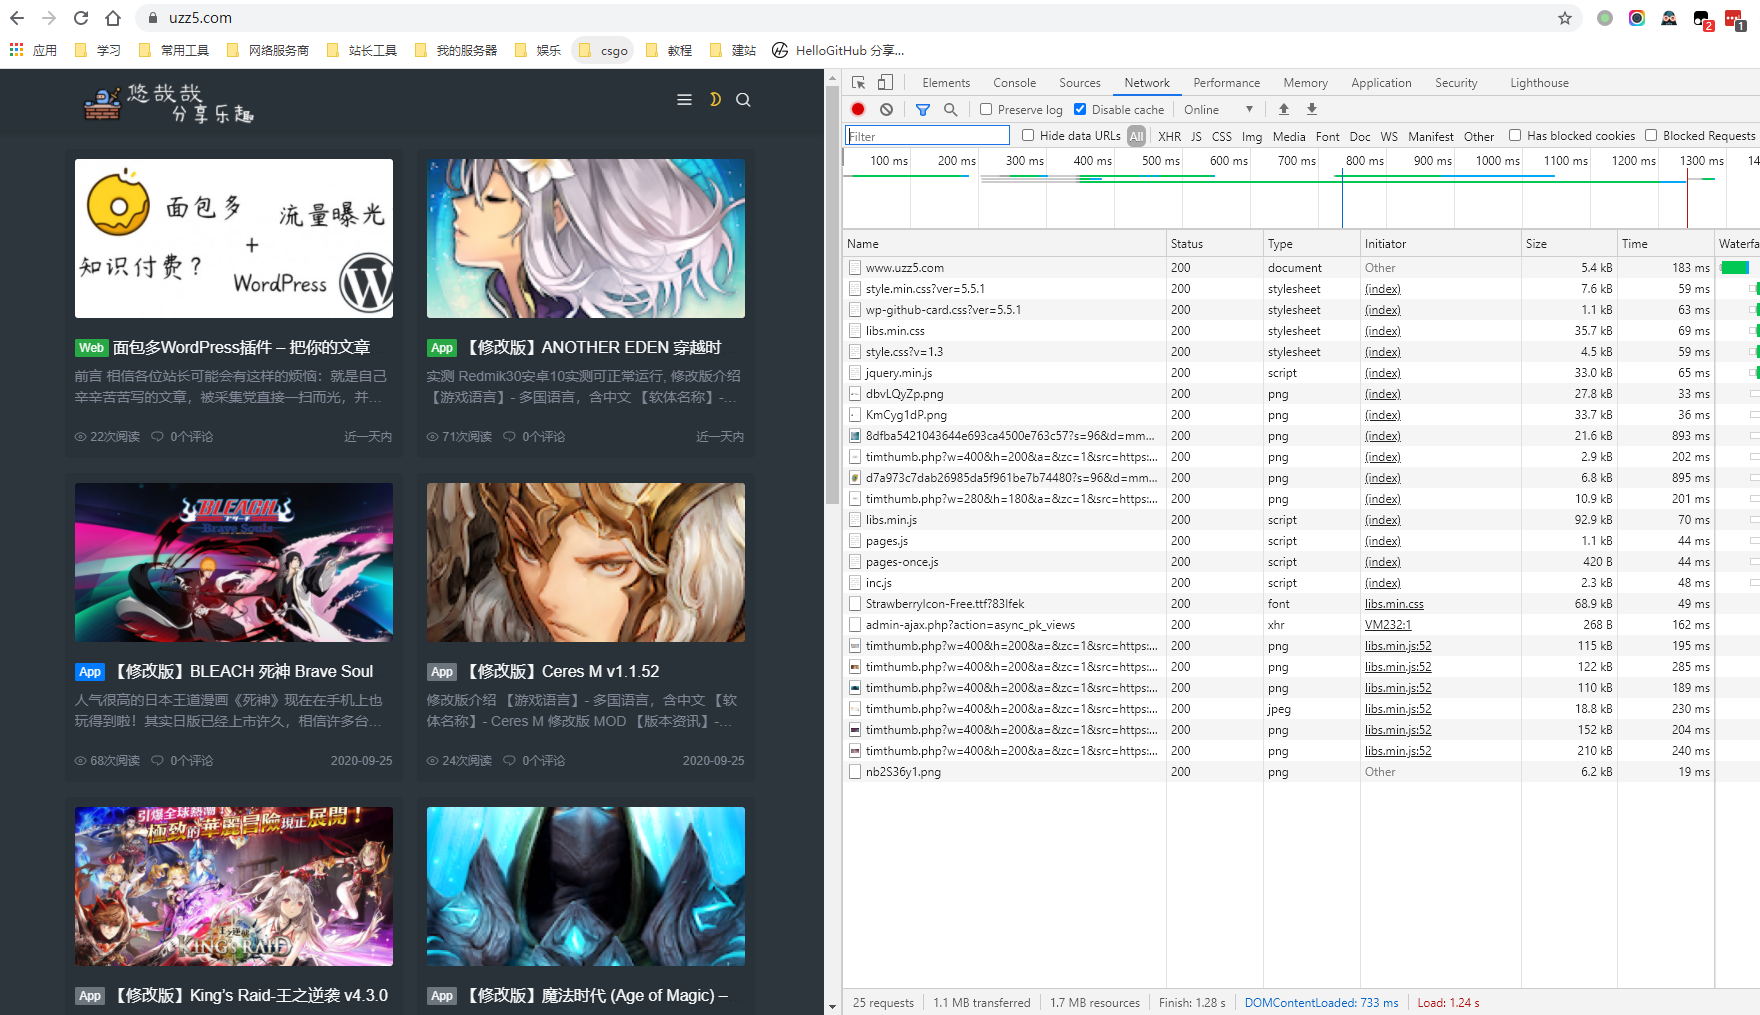 uzz5.com
2
1
应用 学习 常用工具 网络服务商 站长工具 我的服务器 娱乐 csgo 教程 建站 HelloGitHub 分享...
悠哉哉
分享乐趣
面包多
流量曝光
+
知识付费？
WordPress
Web 面包多WordPress插件 – 把你的文章
前言 相信各位站长可能会有这样的烦恼：就是自己
辛辛苦苦写的文章，被采集党直接一扫而光，并...
22次阅读 0个评论 近一天内
App 【修改版】ANOTHER EDEN 穿越时
实测 Redmik30安卓10实测可正常运行, 修改版介绍
【游戏语言】- 多国语言，含中文 【软体名称】-...
71次阅读 0个评论 近一天内
BLEACH
Brave Souls
App 【修改版】BLEACH 死神 Brave Soul
人气很高的日本王道漫画《死神》现在在手机上也
玩得到啦！其实日版已经上市许久，相信许多台...
68次阅读 0个评论 2020-09-25
App 【修改版】Ceres M v1.1.52
修改版介绍 【游戏语言】- 多国语言，含中文 【软
体名称】- Ceres M 修改版 MOD 【版本资讯】-...
24次阅读 0个评论 2020-09-25
引爆全球熱潮！
極致的華麗冒險現正展開！
王之逆襲
KING's RAID
App 【修改版】King's Raid-王之逆袭 v4.3.0
App 【修改版】魔法时代 (Age of Magic) –
Elements Console Sources Network Performance Memory Application Security Lighthouse
Preserve log Disable cache Online
Filter Hide data URLs All XHR JS CSS Img Media Font Doc WS Manifest Other Has blocked cookies Blocked Requests
100 ms 200 ms 300 ms 400 ms 500 ms 600 ms 700 ms 800 ms 900 ms 1000 ms 1100 ms 1200 ms 1300 ms 14
Name Status Type Initiator Size Time Waterfa
www.uzz5.com 200 document Other 5.4 kB 183 ms
style.min.css?ver=5.5.1 200 stylesheet (index) 7.6 kB 59 ms
wp-github-card.css?ver=5.5.1 200 stylesheet (index) 1.1 kB 63 ms
libs.min.css 200 stylesheet (index) 35.7 kB 69 ms
style.css?v=1.3 200 stylesheet (index) 4.5 kB 59 ms
jquery.min.js 200 script (index) 33.0 kB 65 ms
dbvLQyZp.png 200 png (index) 27.8 kB 33 ms
KmCyg1dP.png 200 png (index) 33.7 kB 36 ms
8dfba5421043644e693ca4500e763c57?s=96&d=mm... 200 png (index) 21.6 kB 893 ms
timthumb.php?w=400&h=200&a=&zc=1&src=https:... 200 png (index) 2.9 kB 202 ms
d7a973c7dab26985da5f961be7b74480?s=96&d=mm... 200 png (index) 6.8 kB 895 ms
timthumb.php?w=280&h=180&a=&zc=1&src=https:... 200 png (index) 10.9 kB 201 ms
libs.min.js 200 script (index) 92.9 kB 70 ms
pages.js 200 script (index) 1.1 kB 44 ms
pages-once.js 200 script (index) 420 B 44 ms
inc.js 200 script (index) 2.3 kB 48 ms
StrawberryIcon-Free.ttf?83lfek 200 font libs.min.css 68.9 kB 49 ms
admin-ajax.php?action=async_pk_views 200 xhr VM232:1 268 B 162 ms
timthumb.php?w=400&h=200&a=&zc=1&src=https:... 200 png libs.min.js:52 115 kB 195 ms
timthumb.php?w=400&h=200&a=&zc=1&src=https:... 200 png libs.min.js:52 122 kB 285 ms
timthumb.php?w=400&h=200&a=&zc=1&src=https:... 200 png libs.min.js:52 110 kB 189 ms
timthumb.php?w=400&h=200&a=&zc=1&src=https:... 200 jpeg libs.min.js:52 18.8 kB 230 ms
timthumb.php?w=400&h=200&a=&zc=1&src=https:... 200 png libs.min.js:52 152 kB 204 ms
timthumb.php?w=400&h=200&a=&zc=1&src=https:... 200 png libs.min.js:52 210 kB 240 ms
nb2S36y1.png 200 png Other 6.2 kB 19 ms
25 requests 1.1 MB transferred 1.7 MB resources Finish: 1.28 s DOMContentLoaded: 733 ms Load: 1.24 s